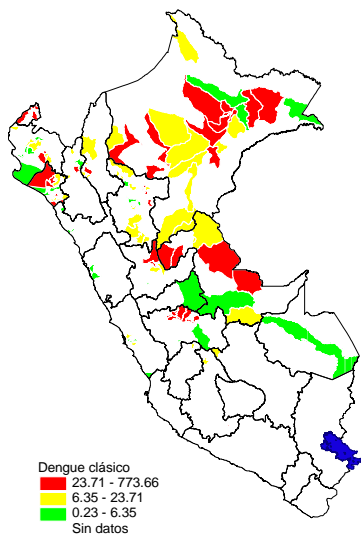 Dengue clásico
23.71 - 773.66
6.35 - 23.71
0.23 - 6.35
Sin datos